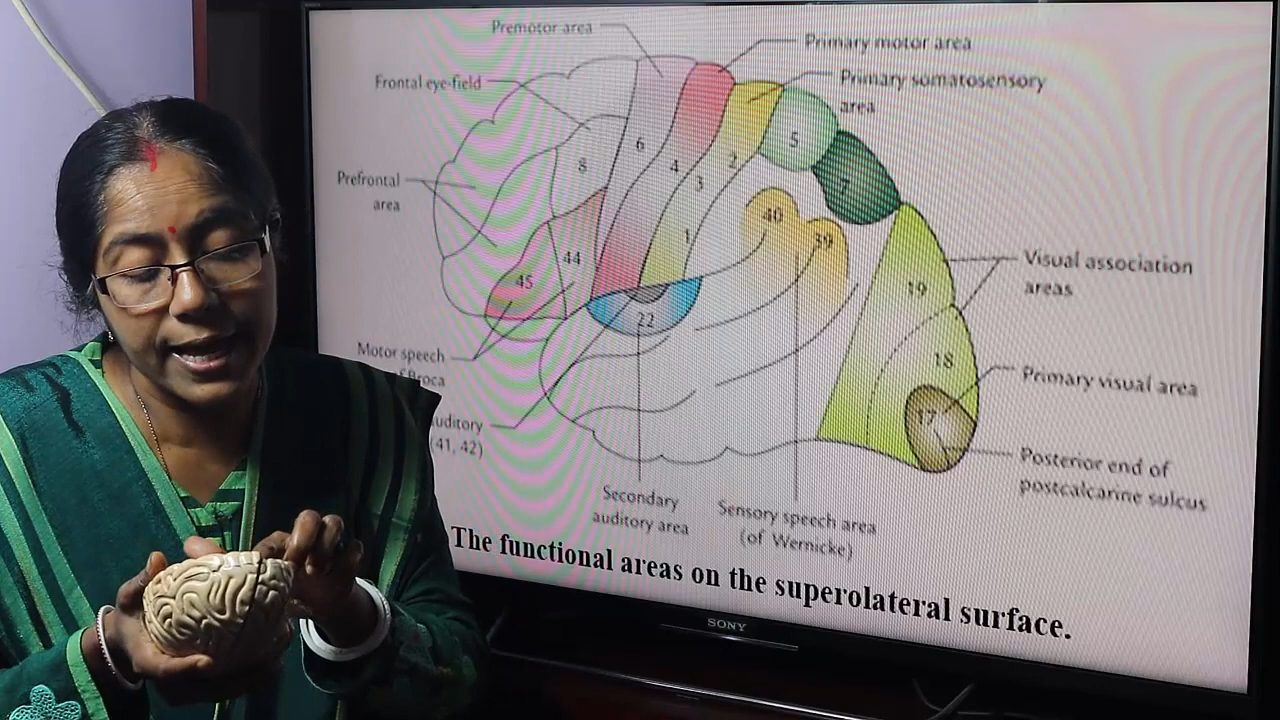 Premotor area
Primary motor area
Frontal eye-field
Primary somatosensory
area
5
6
8
4
2
3
7
Prefrontal
area
40
39
1
44
45
22
19
18
17
Visual association
areas
Motor speech
of Broca
Primary visual area
uditory
(41, 42)
Posterior end of
postcalcarine sulcus
Secondary
auditory area
Sensory speech area
(of Wernicke)
The functional areas on the superolateral surface.
SONY